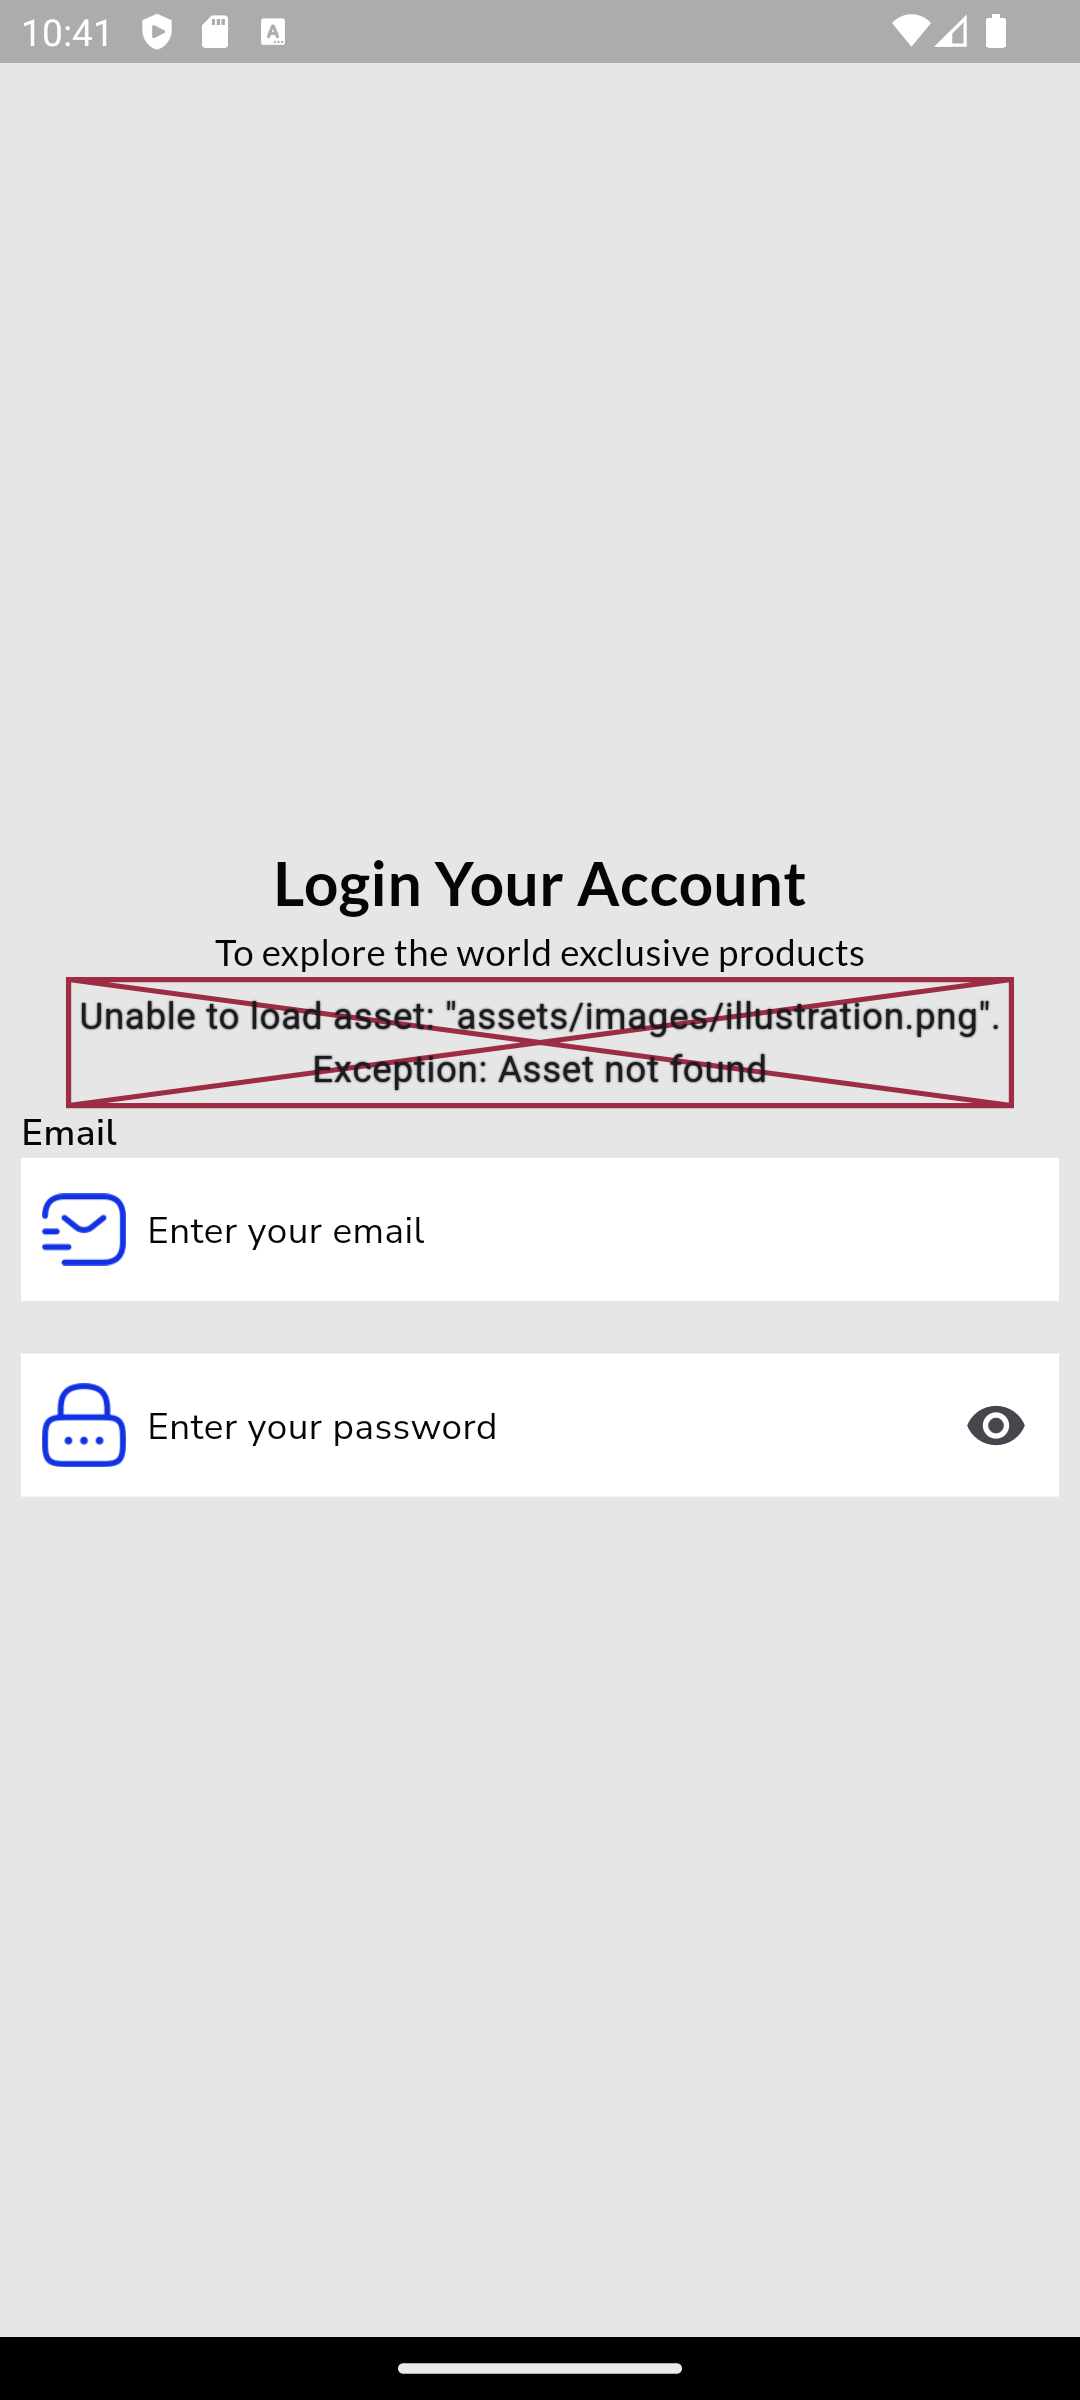 10:41
Login Your Account
To explore the world exclusive products
Unable to load asset: "assets/images/illustration.png".
Exception: Asset not found
Email
Enter your email
Enter your password